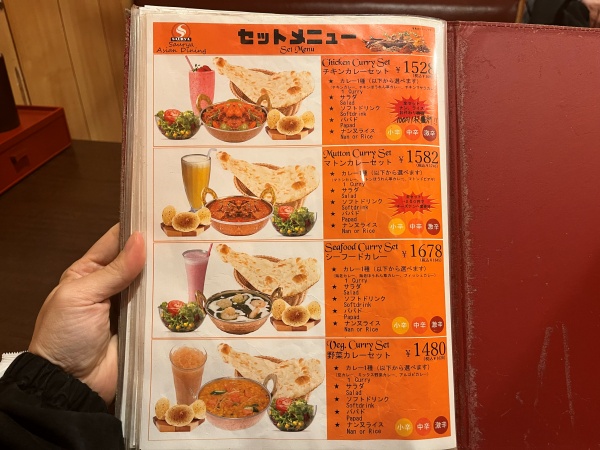 Saurya
Asian Dining
セットメニュー
Set Menu
Chicken Curry Set
チキンカレーセット
¥1528
★ カレー1種（以下から選べます）
1 Curry
★ サラダ
Salad
★ ソフトドリンク
Softdrink
★ パパド
Papad
★ ナン又ライス
Nan or Rice
小辛 中辛 激辛
Mutton Curry Set
マトンカレーセット
¥1582
★ カレー1種（以下から選べます）
1 Curry
★ サラダ
Salad
★ ソフトドリンク
Softdrink
★ パパド
Papad
★ ナン又ライス
Nan or Rice
小辛 中辛 激辛
Seafood Curry Set
シーフードカレー
¥1678
★ カレー1種（以下から選べます）
1 Curry
★ サラダ
Salad
★ ソフトドリンク
Softdrink
★ パパド
Papad
★ ナン又ライス
Nan or Rice
小辛 中辛 激辛
Veg. Curry Set
野菜カレーセット
¥1480
★ カレー1種（以下から選べます）
1 Curry
★ サラダ
Salad
★ ソフトドリンク
Softdrink
★ パパド
Papad
★ ナン又ライス
Nan or Rice
小辛 中辛 激辛